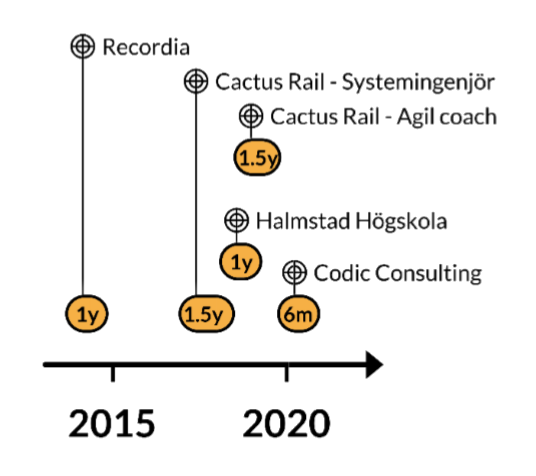 Recordia
Cactus Rail - Systemingenjör
Cactus Rail - Agil coach
1.5y
Halmstad Högskola
1y
Codic Consulting
1y
1.5y
6m
2015
2020